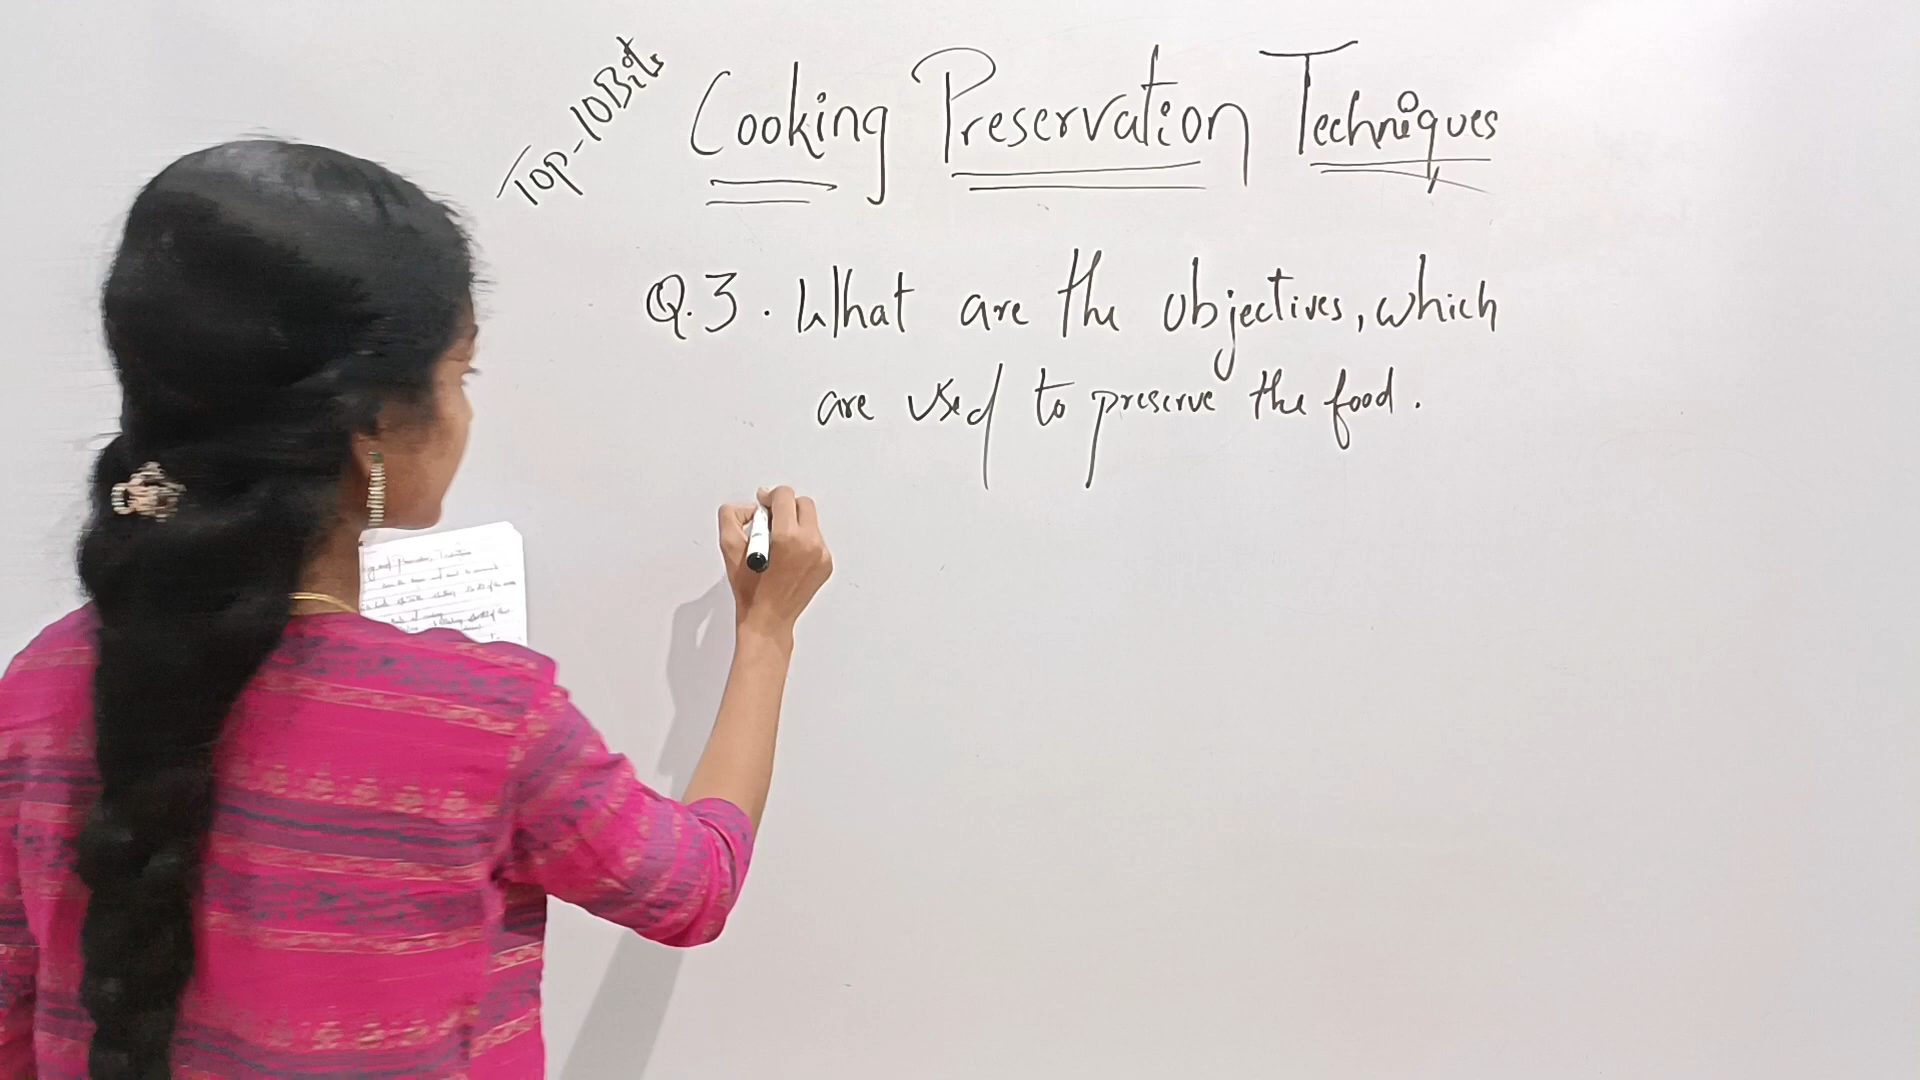 Top-10Bits
Cooking Preservation Techniques
Q.3. What are the objectives, which
are used to preserve the food.